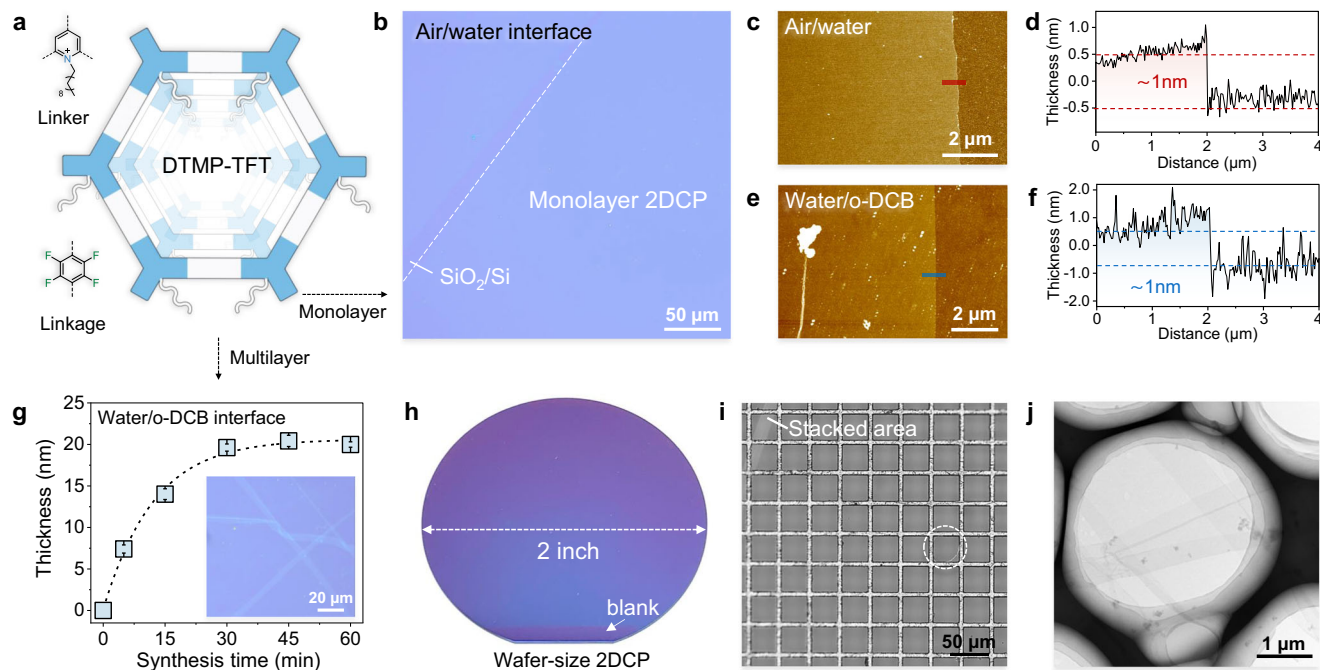 a
N
+
8
Linker
DTMP-TFT
F
F
F
F
Linkage
Monolayer
Multilayer
b
Air/water interface
Monolayer 2DCP
SiO₂/Si
50 µm
c
Air/water
2 µm
d
Thickness (nm)
1.0
0.5
0.0
-0.5
~1nm
0
1
2
3
4
Distance (µm)
e
Water/o-DCB
2 µm
f
Thickness (nm)
2.0
1.0
0.0
-1.0
-2.0
~1nm
0
1
2
3
4
Distance (µm)
g
Water/o-DCB interface
Thickness (nm)
25
20
15
10
5
0
20 µm
0
15
30
45
60
Synthesis time (min)
h
2 inch
blank
Wafer-size 2DCP
i
Stacked area
50 µm
j
1 µm